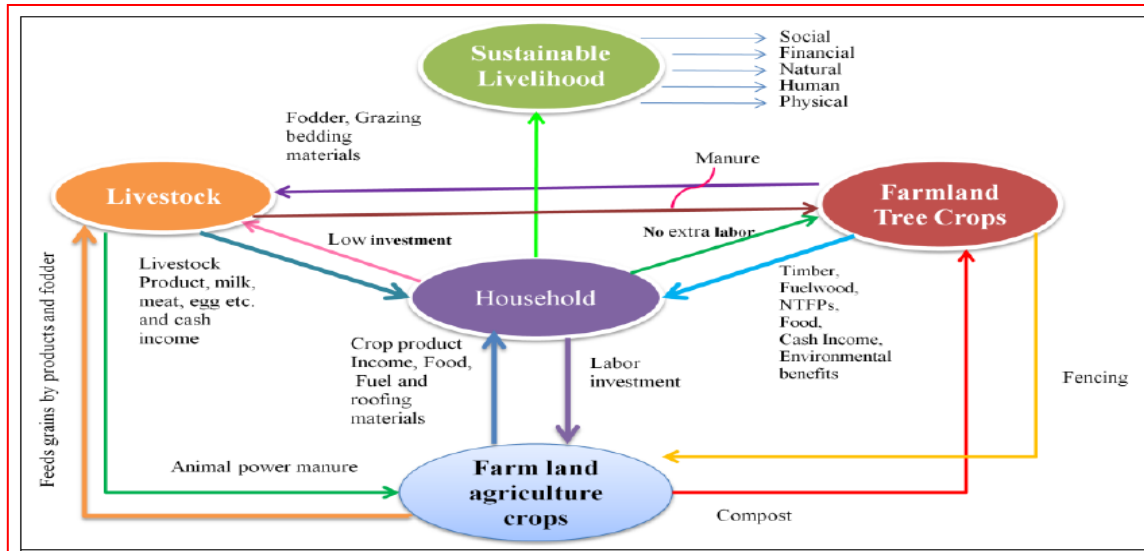 Sustainable
Livelihood
Social
Financial
Natural
Human
Physical
Fodder, Grazing
bedding
materials
Manure
Livestock
Farmland
Tree Crops
Low investment
No extra labor
Livestock
Product, milk,
meat, egg etc.
and cash
income
Household
Timber,
Fuelwood,
NTFPs,
Food,
Cash Income,
Environmental
benefits
Crop product
Income, Food,
Fuel and
roofing
materials
Labor
investment
Fencing
Feeds grains by products and fodder
Animal power manure
Farm land
agriculture
crops
Compost